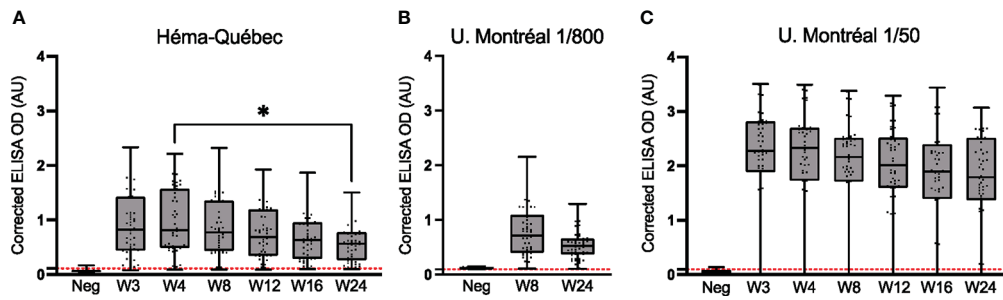 A
Héma-Québec
Corrected ELISA OD (AU)
4
3
2
1
0
*
Neg W3 W4 W8 W12 W16 W24
B
U. Montréal 1/800
Corrected ELISA OD (AU)
4
3
2
1
0
Neg W8 W24
C
U. Montréal 1/50
Corrected ELISA OD (AU)
4
3
2
1
0
Neg W3 W4 W8 W12 W16 W24